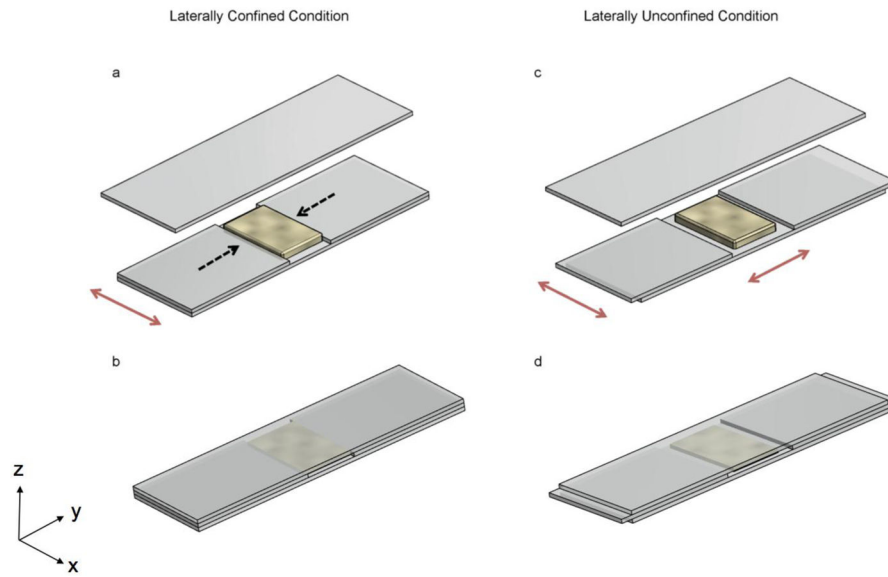 Laterally Confined Condition
Laterally Unconfined Condition
a
c
b
d
z
y
x